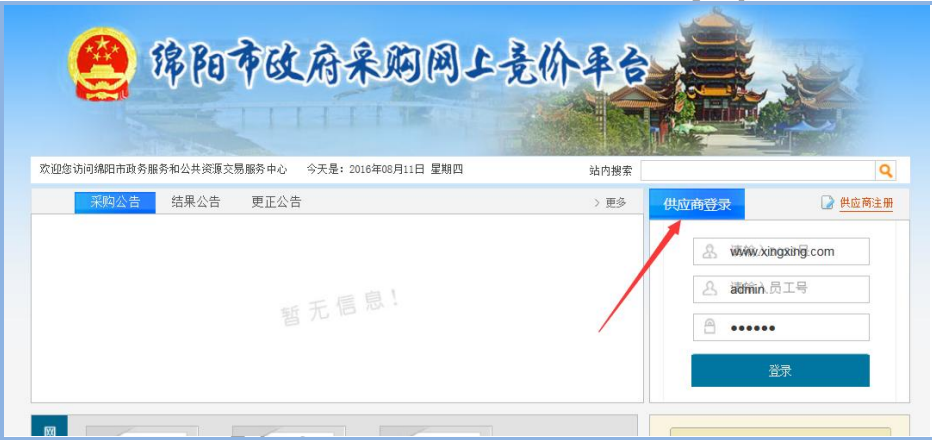 绵阳市政府采购网上竞价平台
欢迎您访问绵阳市政务服务和公共资源交易服务中心 今天是：2016年08月11日 星期四 站内搜索
采购公告 结果公告 更正公告 > 更多
供应商登录 供应商注册
www.xingxing.com
admin 员工号
暂无信息！
登录
网